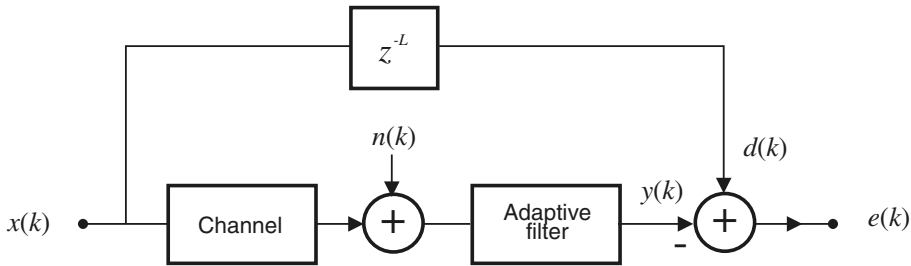 z^-L
n(k)
d(k)
x(k)
Channel
+
Adaptive
filter
y(k)
-
+
e(k)